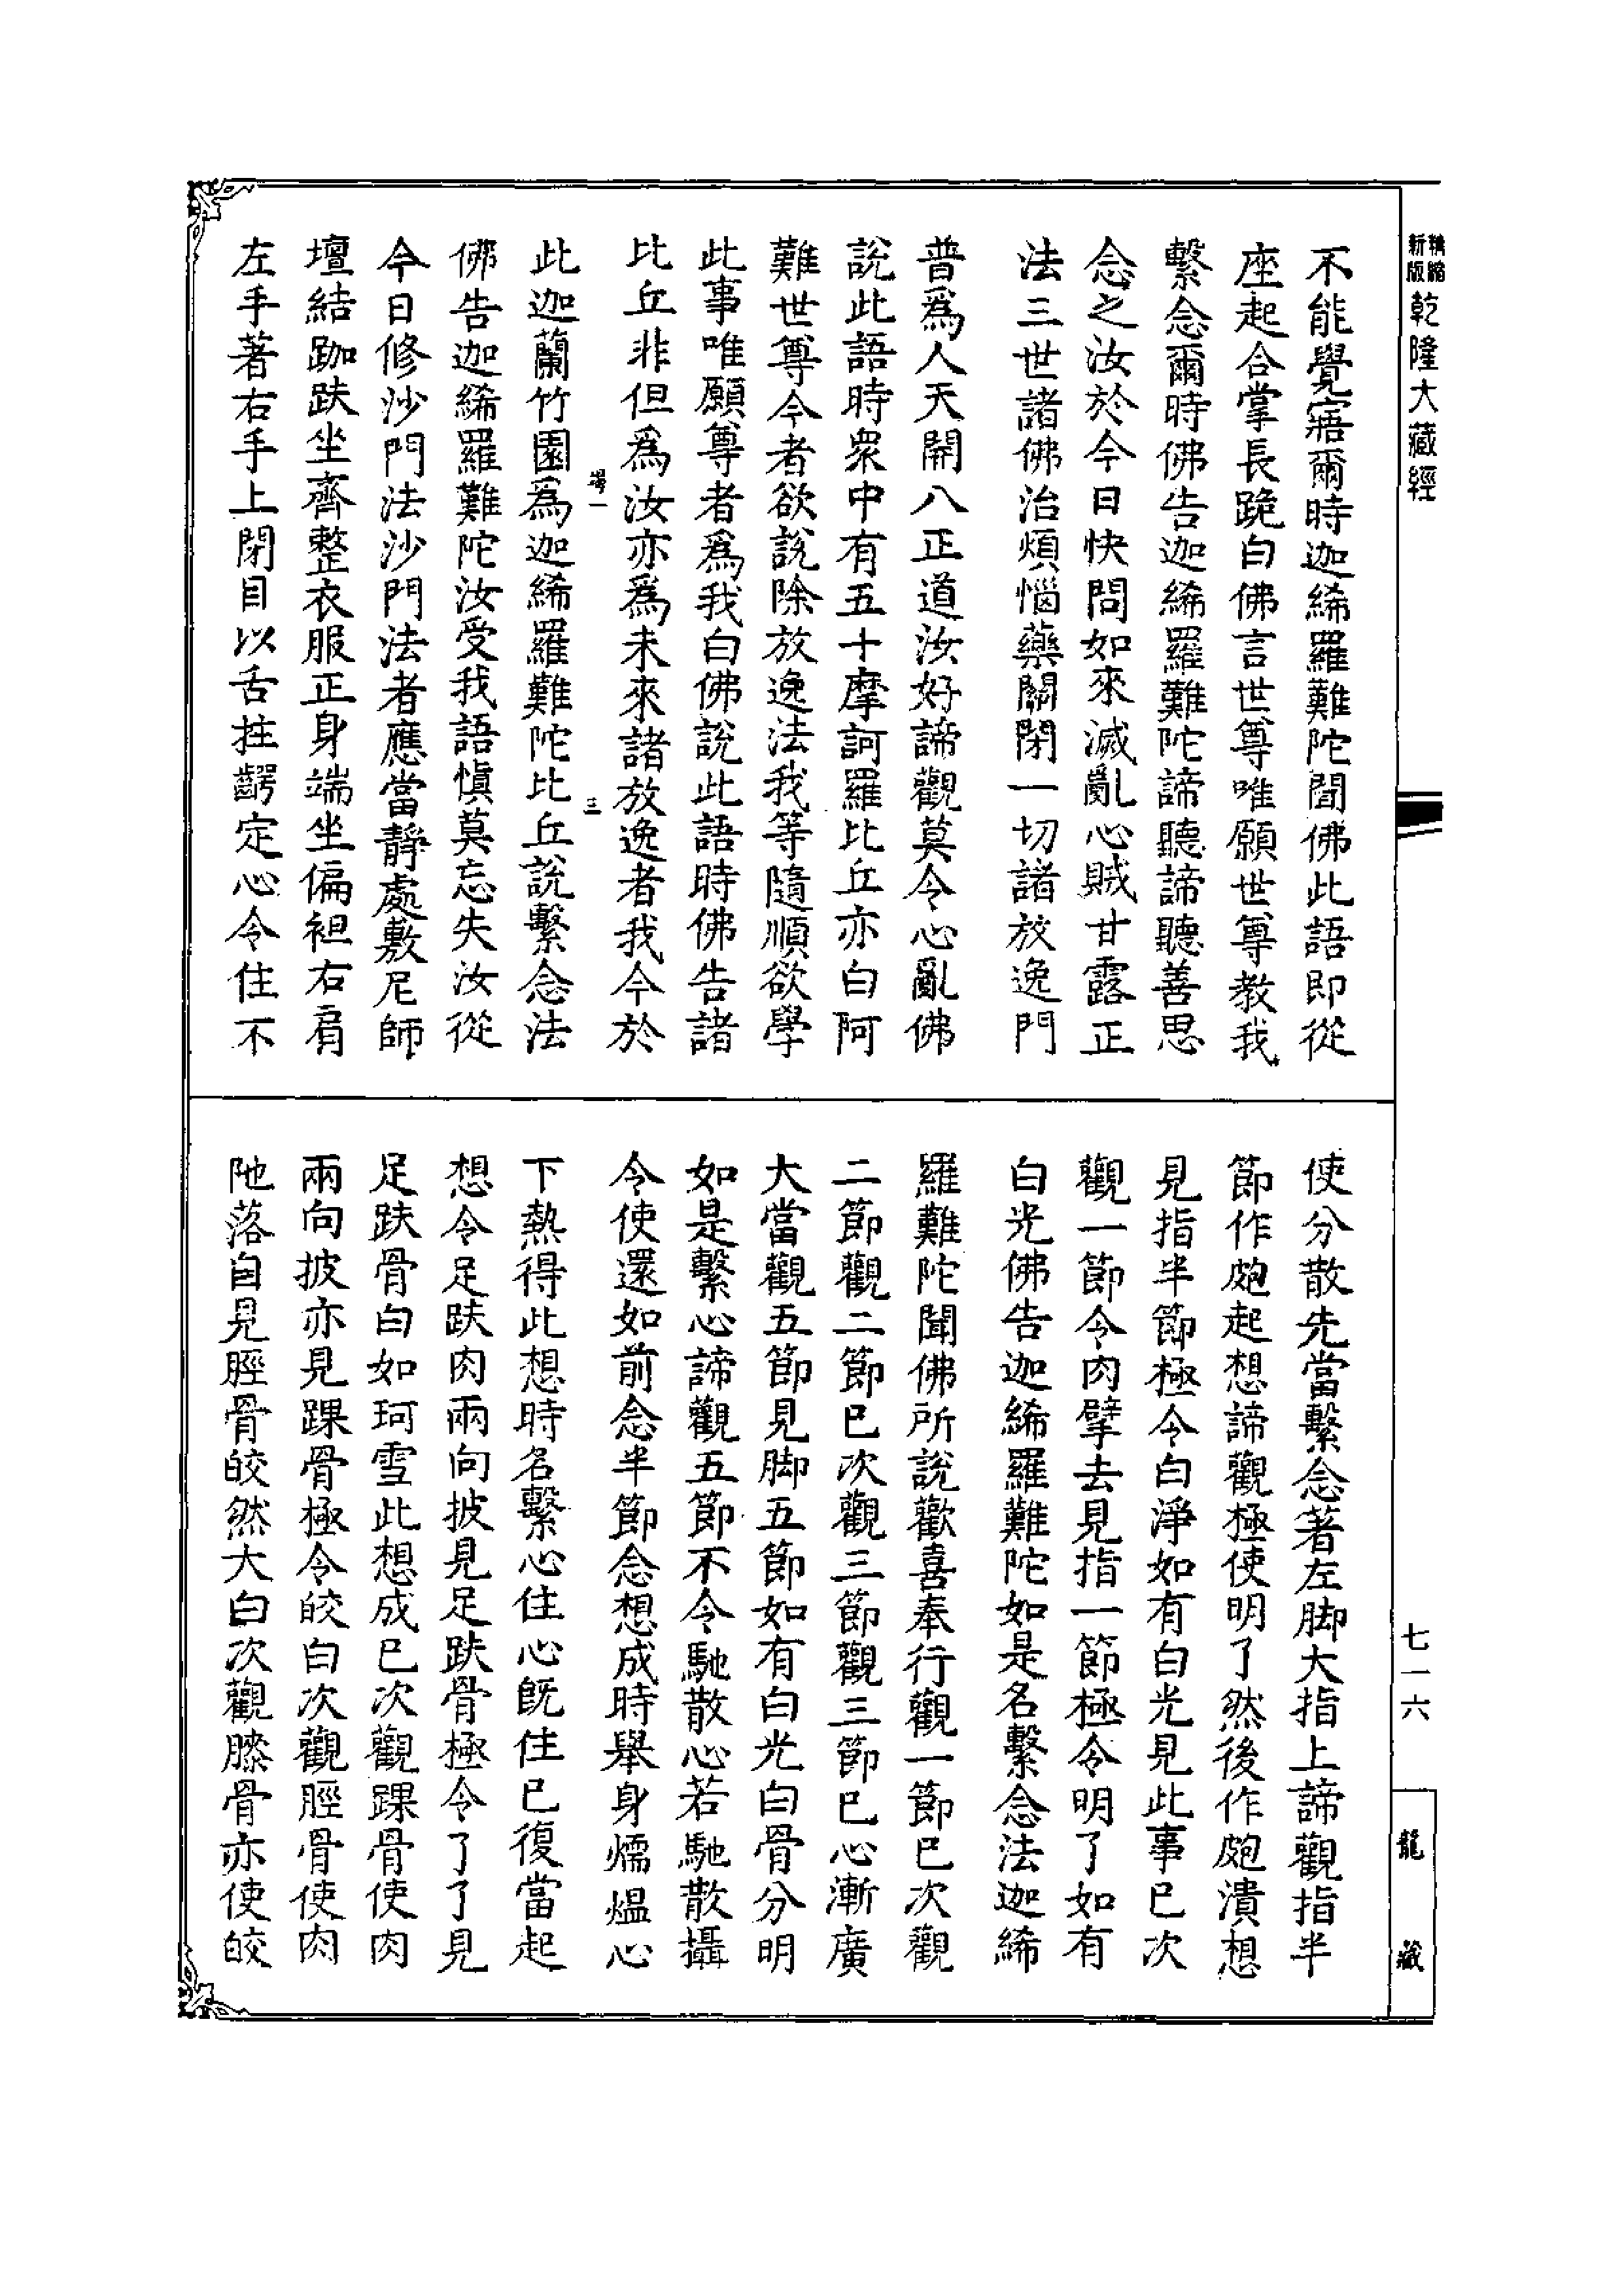 新版精縮乾隆大藏經
不能覺寤爾時迦絺羅難陀聞佛此語即從
座起合掌長跪白佛言世尊唯願世尊教我
繫念爾時佛告迦絺羅難陀諦聽諦聽善思
念之汝於今日快問如來滅亂心賊甘露正
法三世諸佛治煩惱藥關閉一切諸放逸門
普爲人天開八正道汝好諦觀莫令心亂佛
說此語時衆中有五十摩訶羅比丘亦白阿
難世尊今者欲說除放逸法我等隨順欲學
此事唯願尊者爲我白佛說此語時佛告諸
比丘非但爲汝亦爲未來諸放逸者我今於
一 三
此迦蘭竹園爲迦絺羅難陀比丘說繫念法
佛告迦絺羅難陀汝受我語慎莫忘失汝從
今日修沙門法沙門法者應當靜處敷尼師
壇結跏趺坐齊整衣服正身端坐偏袒右肩
左手著右手上閉目以舌拄齶定心令住不
使分散先當繫念著左脚大指上諦觀指半
節作皰起想諦觀極使明了然後作皰潰想
見指半節極令白淨如有白光見此事已次
觀一節令肉擘去見指一節極令明了如有
白光佛告迦絺羅難陀如是名繫念法迦絺
羅難陀聞佛所說歡喜奉行觀一節已次觀
二節觀二節已次觀三節觀三節已心漸廣
大當觀五節見脚五節如有白光白骨分明
如是繫心諦觀五節不令馳散心若馳散攝
令使還如前念半節念想成時舉身煗熅心
下熱得此想時名繫心住心既住已復當起
想令足趺肉兩向披見足趺骨極令了了見
足趺骨白如珂雪此想成已次觀踝骨使肉
兩向披亦見踝骨極令皎白次觀脛骨使肉
阤落自見脛骨皎然大白次觀膝骨亦使皎
七一六
龍藏